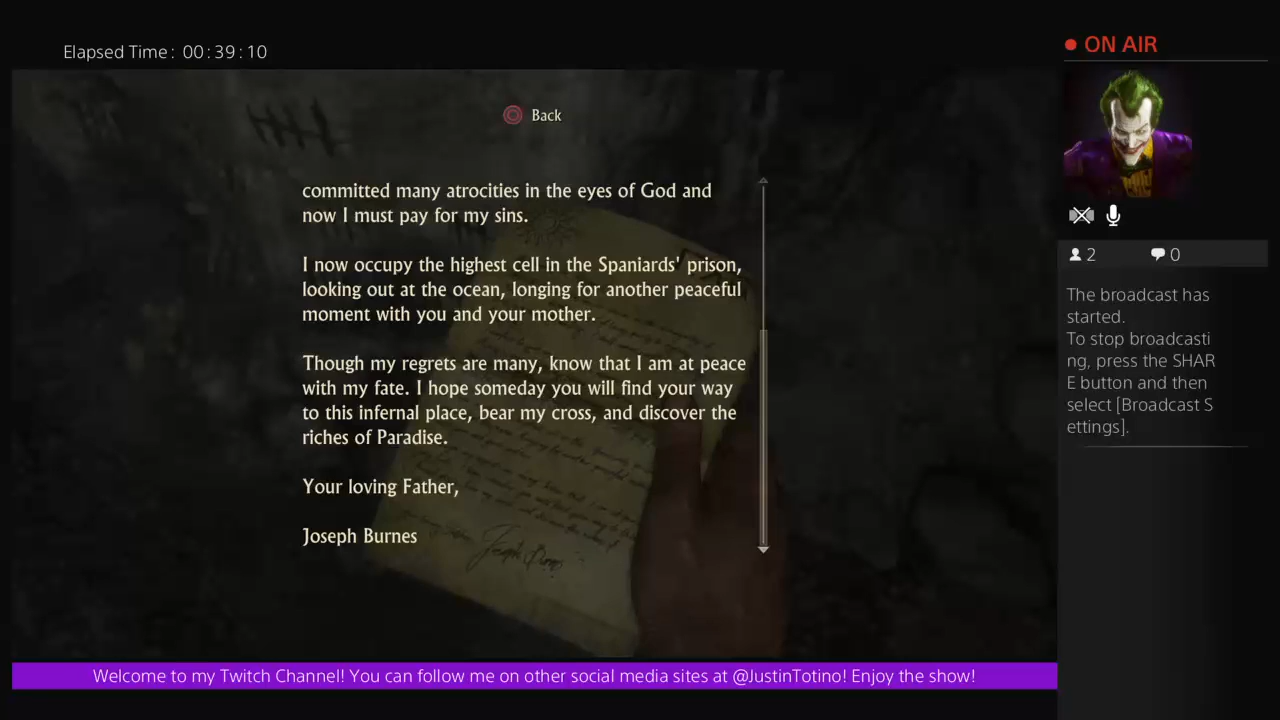 Elapsed Time: 00:39:10
ON AIR
Back
committed many atrocities in the eyes of God and
now I must pay for my sins.
I now occupy the highest cell in the Spaniards' prison,
looking out at the ocean, longing for another peaceful
moment with you and your mother.
Though my regrets are many, know that I am at peace
with my fate. I hope someday you will find your way
to this infernal place, bear my cross, and discover the
riches of Paradise.
Your loving Father,
Joseph Burnes
2
0
The broadcast has
started.
To stop broadcasti
ng, press the SHAR
E button and then
select [Broadcast S
ettings].
Welcome to my Twitch Channel! You can follow me on other social media sites at @JustinTotino! Enjoy the show!